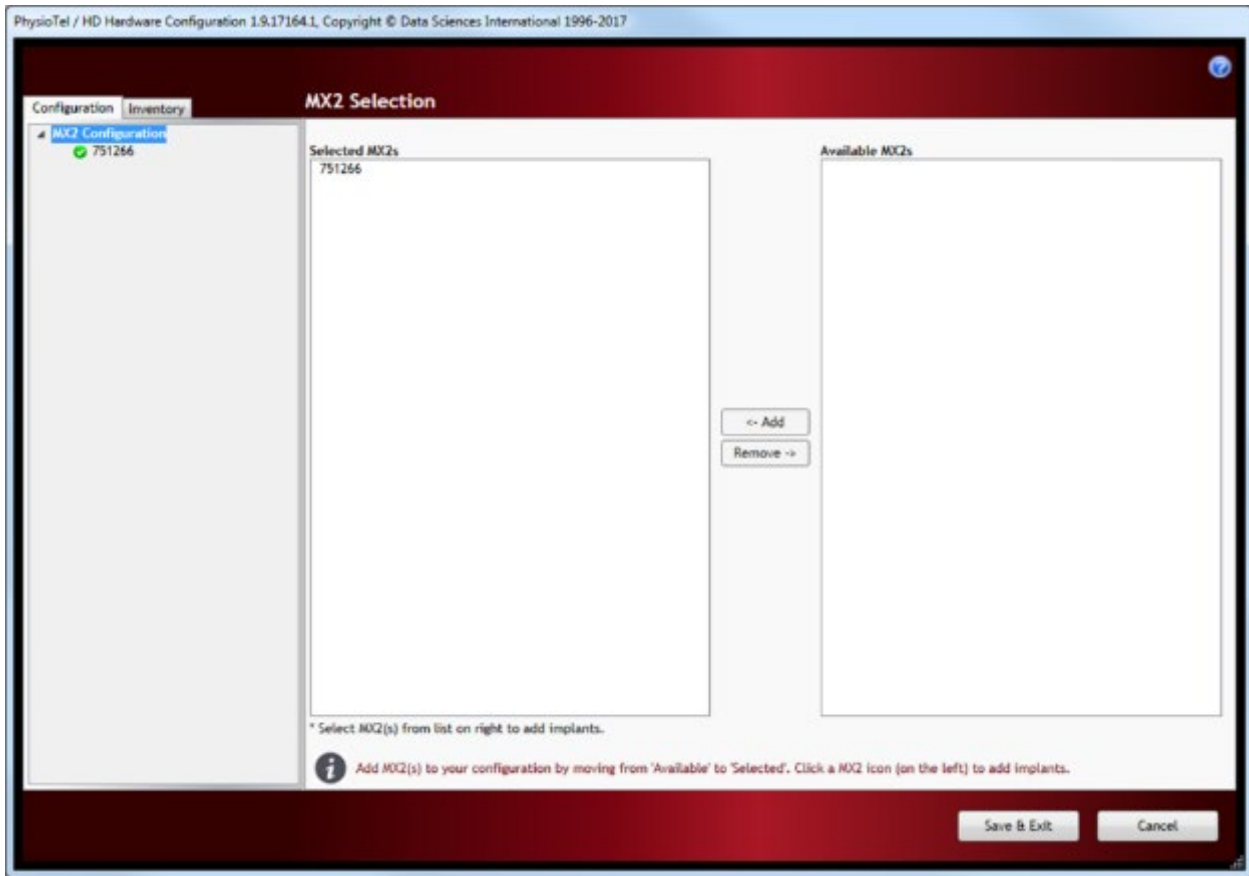 PhysioTel / HD Hardware Configuration 1.9.17164.1, Copyright © Data Sciences International 1996-2017
Configuration Inventory
MX2 Selection
MX2 Configuration
751266
Selected MX2s
751266
Available MX2s
<- Add
Remove ->
* Select MX2(s) from list on right to add implants.
Add MX2(s) to your configuration by moving from 'Available' to 'Selected'. Click a MX2 icon (on the left) to add implants.
Save & Exit
Cancel